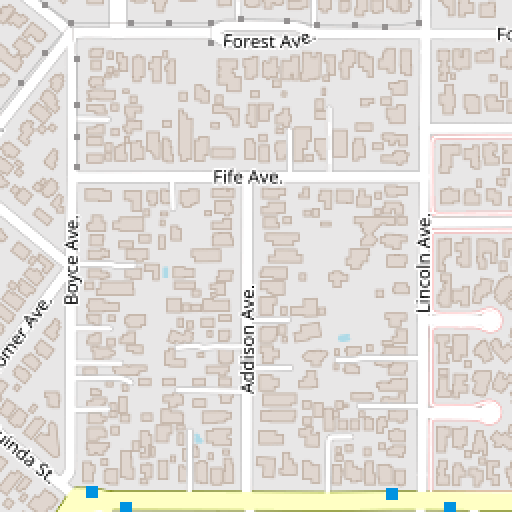 Forest Ave.
Fo
Fife Ave.
Boyce Ave.
Lincoln Ave.
Addison Ave.
omer Ave.
uinda St.